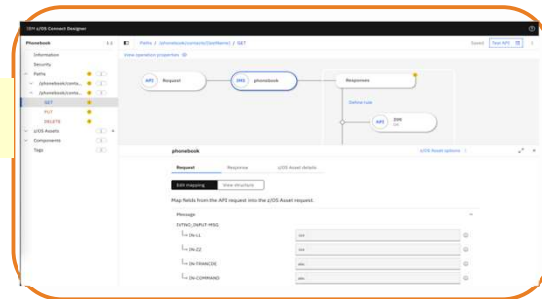 IBM z/OS Connect Designer
Phonebook
Information
Security
Paths
/phonebook/conta...
/phonebook/conta...
GET
PUT
DELETE
z/OS Assets
Components
Tags
Paths / /phonebook/contacts/{lastName} / GET
Saved
Test API
View operation properties
API Request
IMS phonebook
Responses
Define rule
API 200
phonebook
z/OS Asset options
Request Response z/OS Asset details
Edit mapping View structure
Map fields from the API request into the z/OS Asset request.
Message
IVTNO_INPUT-MSG
IN-LL
IN-ZZ
IN-TRANCDE
IN-COMMAND